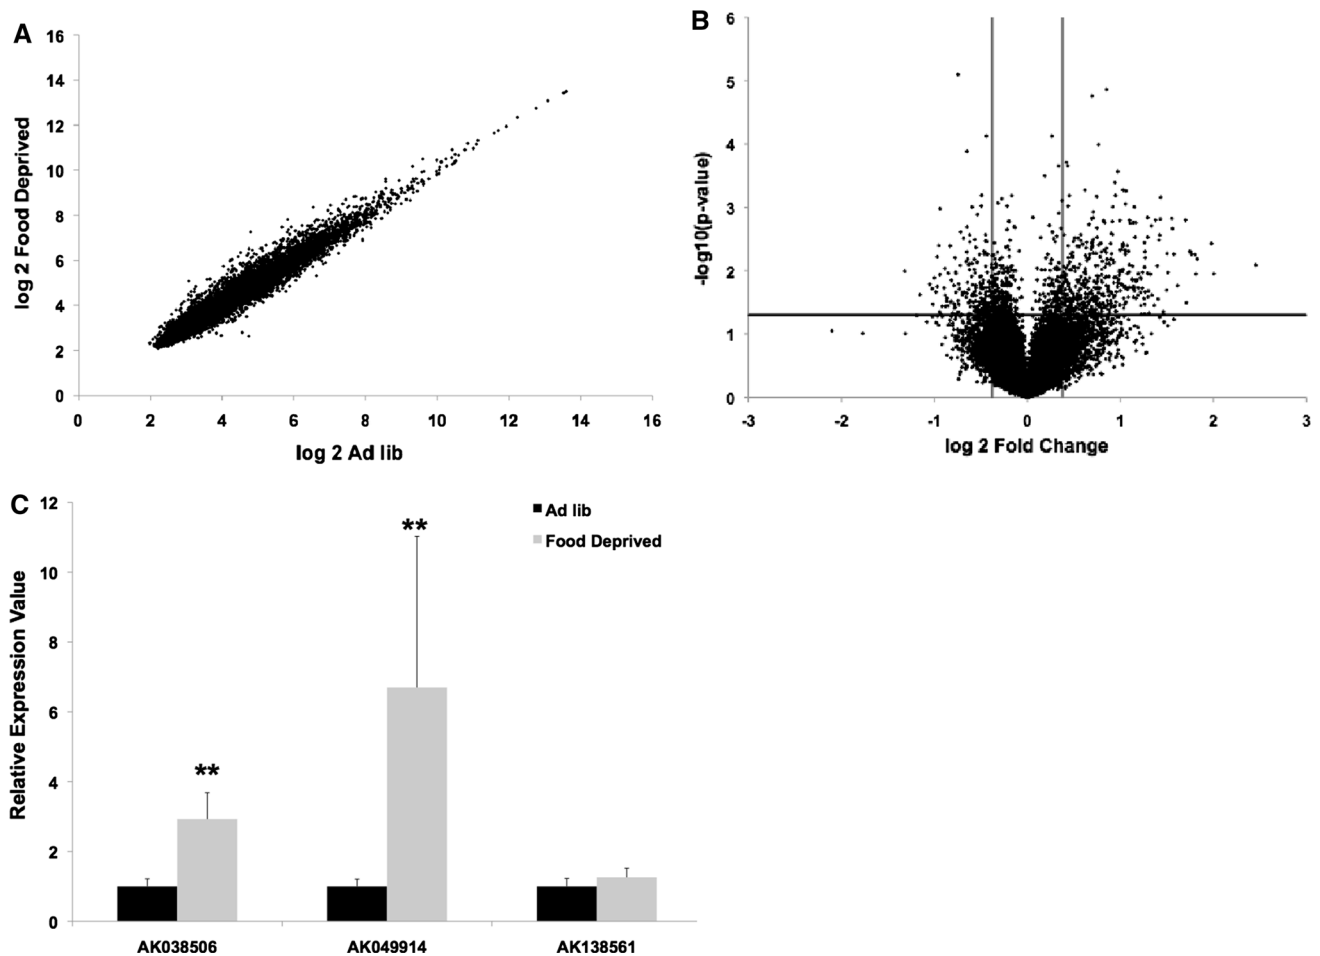 A
16
14
12
10
8
6
4
2
0
0 2 4 6 8 10 12 14 16
log 2 Food Deprived
log 2 Ad lib
B
6
5
4
3
2
1
0
-3 -2 -1 0 1 2 3
-log10(p-value)
log 2 Fold Change
C
12
10
8
6
4
2
0
Relative Expression Value
Ad lib
Food Deprived
**
**
AK038506 AK049914 AK138561